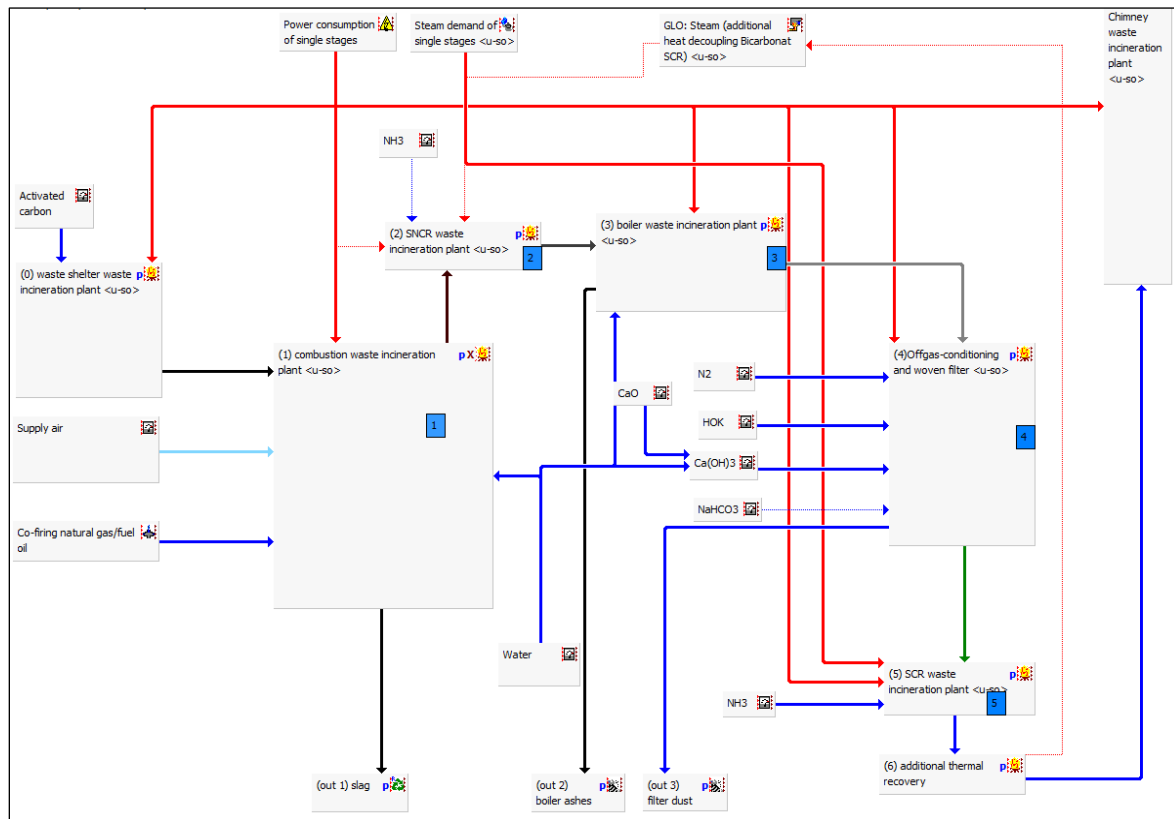 Power consumption
of single stages
Steam demand of
single stages <u-so>
GLO: Steam (additional
heat decoupling Bicarbonat
SCR) <u-so>
Chimney
waste
incineration
plant
<u-so>
NH3
Activated
carbon
(2) SNCR waste
incineration plant <u-so>
p
2
(3) boiler waste incineration plant
<u-so>
p
3
(0) waste shelter waste
incineration plant <u-so>
p
(1) combustion waste incineration
plant <u-so>
p X
1
(4)Offgas-conditioning
and woven filter <u-so>
p
4
N2
CaO
HOK
Supply air
Ca(OH)3
NaHCO3
Co-firing natural gas/fuel
oil
Water
(5) SCR waste
incineration plant <u-so>
p
5
NH3
(6) additional thermal
recovery
p
(out 1) slag
p
(out 2)
boiler ashes
p
(out 3)
filter dust
p